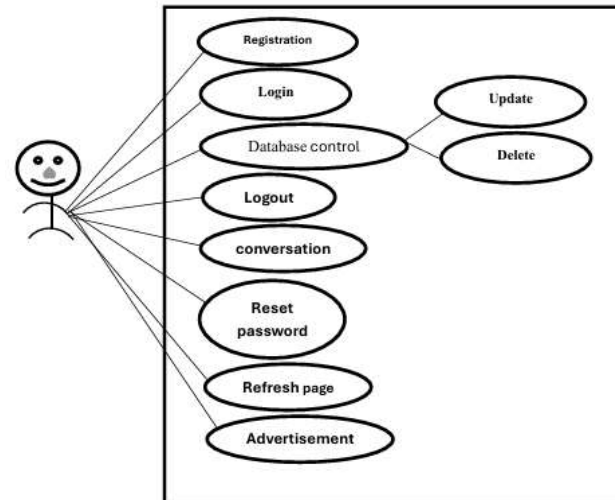 Registration
Login
Update
Database control
Delete
Logout
conversation
Reset
password
Refresh page
Advertisement